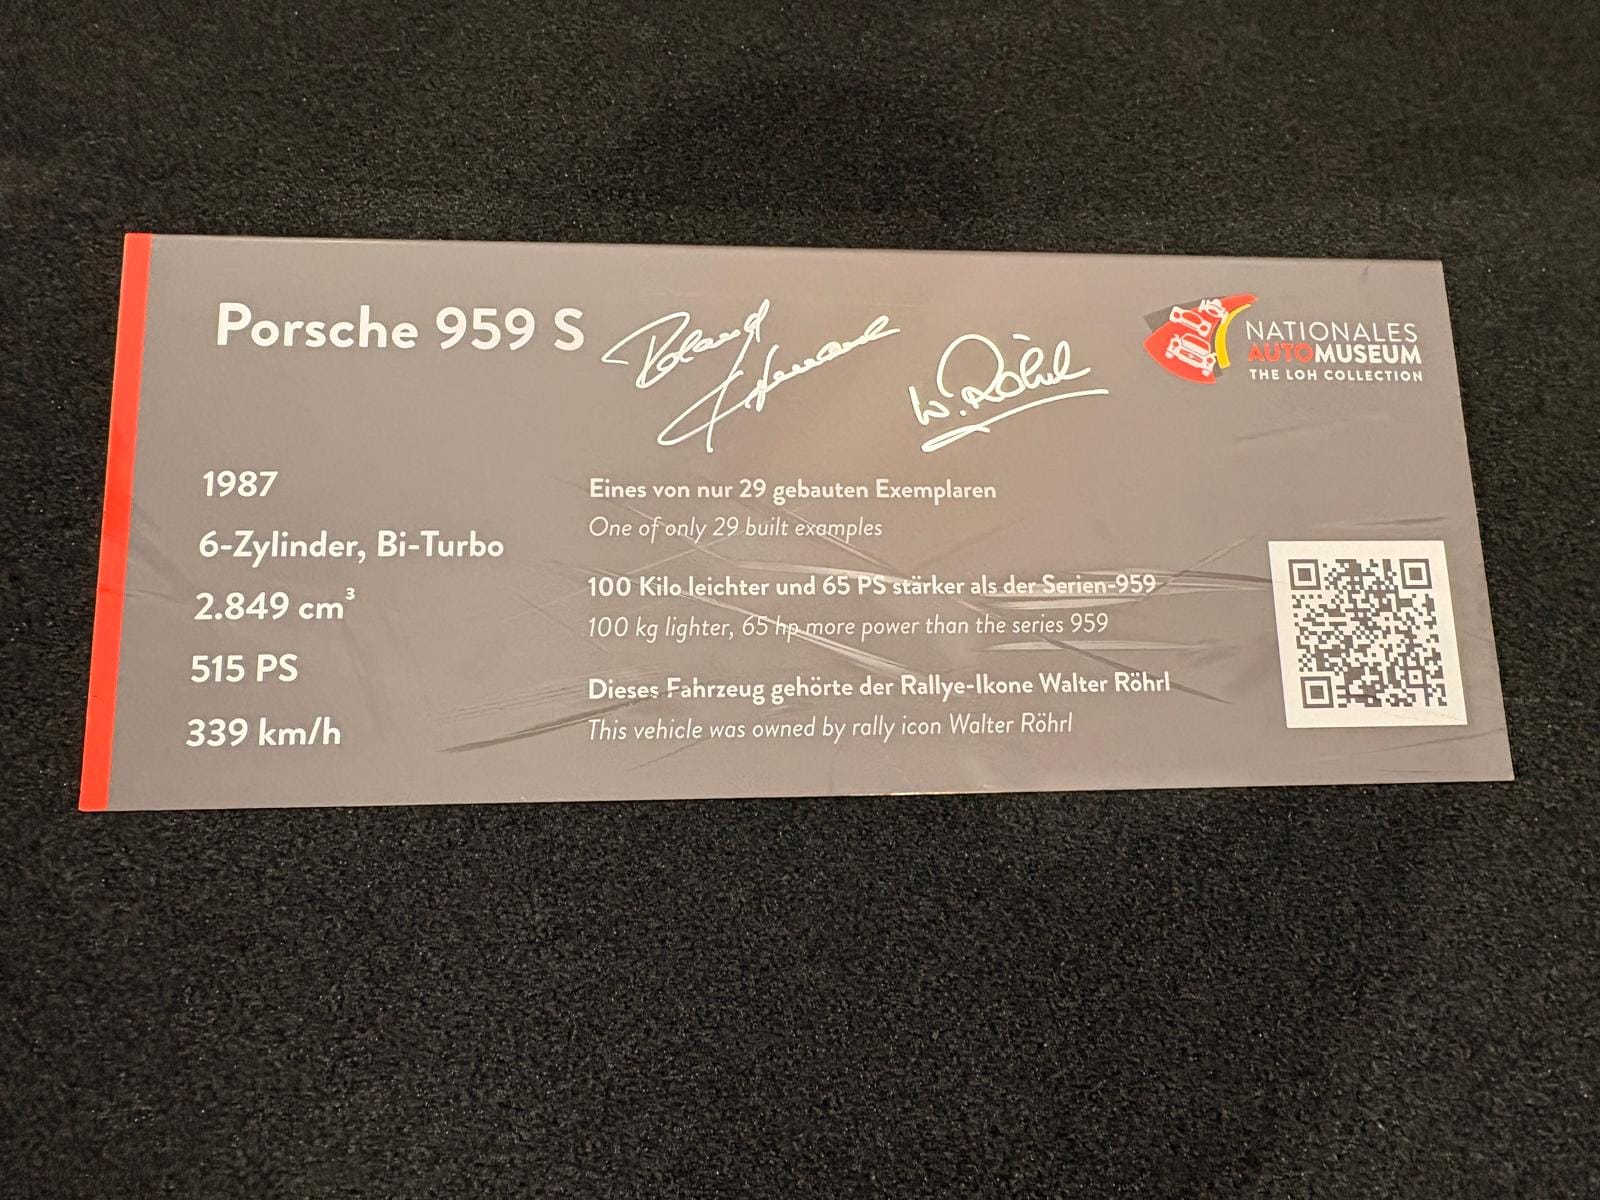 Porsche 959 S
W. Röhrl
NATIONALES
AUTOMUSEUM
THE LOH COLLECTION
1987
6-Zylinder, Bi-Turbo
2.849 cm³
515 PS
339 km/h
Eines von nur 29 gebauten Exemplaren
One of only 29 built examples
100 Kilo leichter und 65 PS stärker als der Serien-959
100 kg lighter, 65 hp more power than the series 959
Dieses Fahrzeug gehörte der Rallye-Ikone Walter Röhrl
This vehicle was owned by rally icon Walter Röhrl